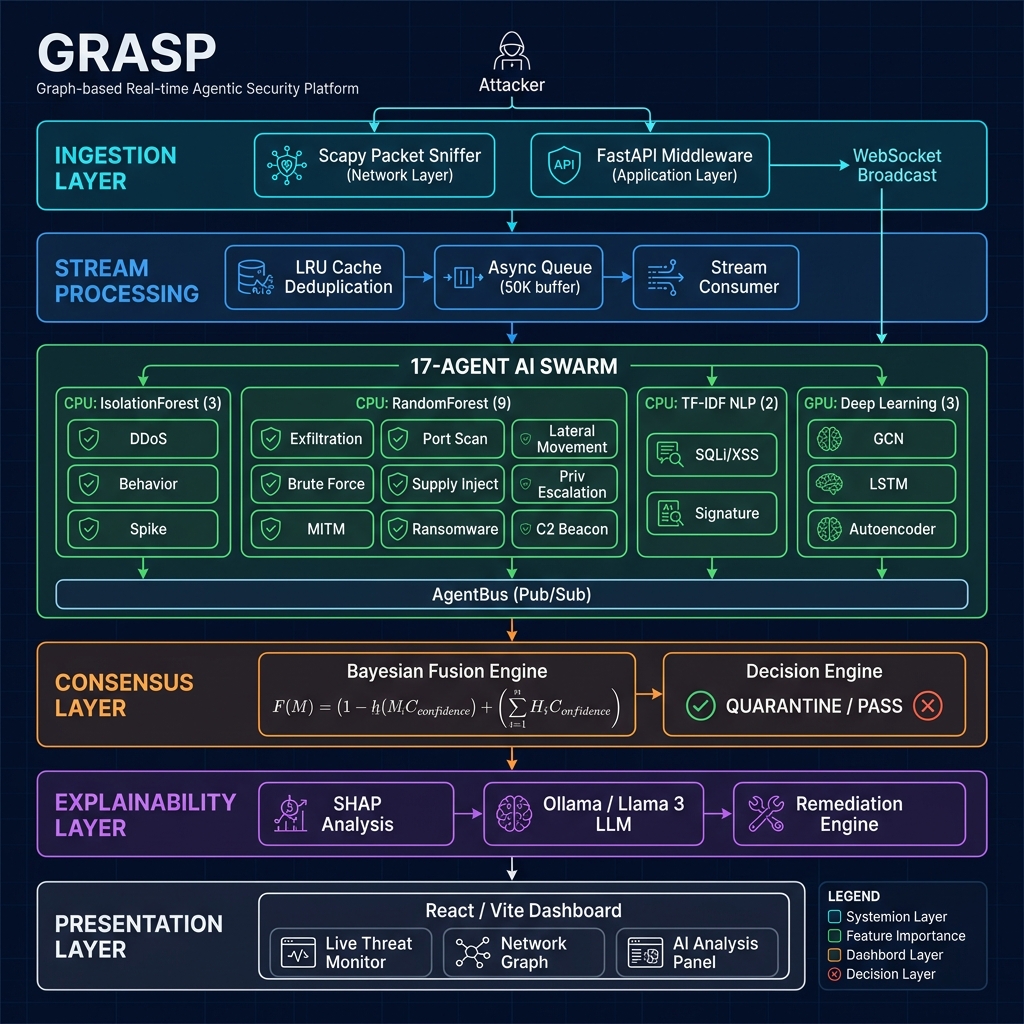 GRASP
Graph-based Real-time Agentic Security Platform
Attacker
INGESTION
LAYER
Scapy Packet Sniffer
(Network Layer)
API
FastAPI Middleware
(Application Layer)
WebSocket
Broadcast
STREAM
PROCESSING
LRU Cache
Deduplication
Async Queue
(50K buffer)
Stream
Consumer
17-AGENT AI SWARM
CPU: IsolationForest (3)
DDoS
Behavior
Spike
CPU: RandomForest (9)
Exfiltration
Port Scan
Lateral
Movement
Brute Force
Supply Inject
Priv
Escalation
MITM
Ransomware
C2 Beacon
CPU: TF-IDF NLP (2)
SQLi/XSS
Signature
GPU: Deep Learning (3)
GCN
LSTM
Autoencoder
AgentBus (Pub/Sub)
CONSENSUS
LAYER
Bayesian Fusion Engine
F(M) = (1 − h(M, C confidence) + (∑ H, C onfidence)
Decision Engine
QUARANTINE / PASS
EXPLAINABILITY
LAYER
SHAP
Analysis
Ollama / Llama 3
LLM
Remediation
Engine
PRESENTATION
LAYER
React / Vite Dashboard
Live Threat
Monitor
Network
Graph
AI Analysis
Panel
LEGEND
Systemion Layer
Feature Importance
Dashbord Layer
Decision Layer